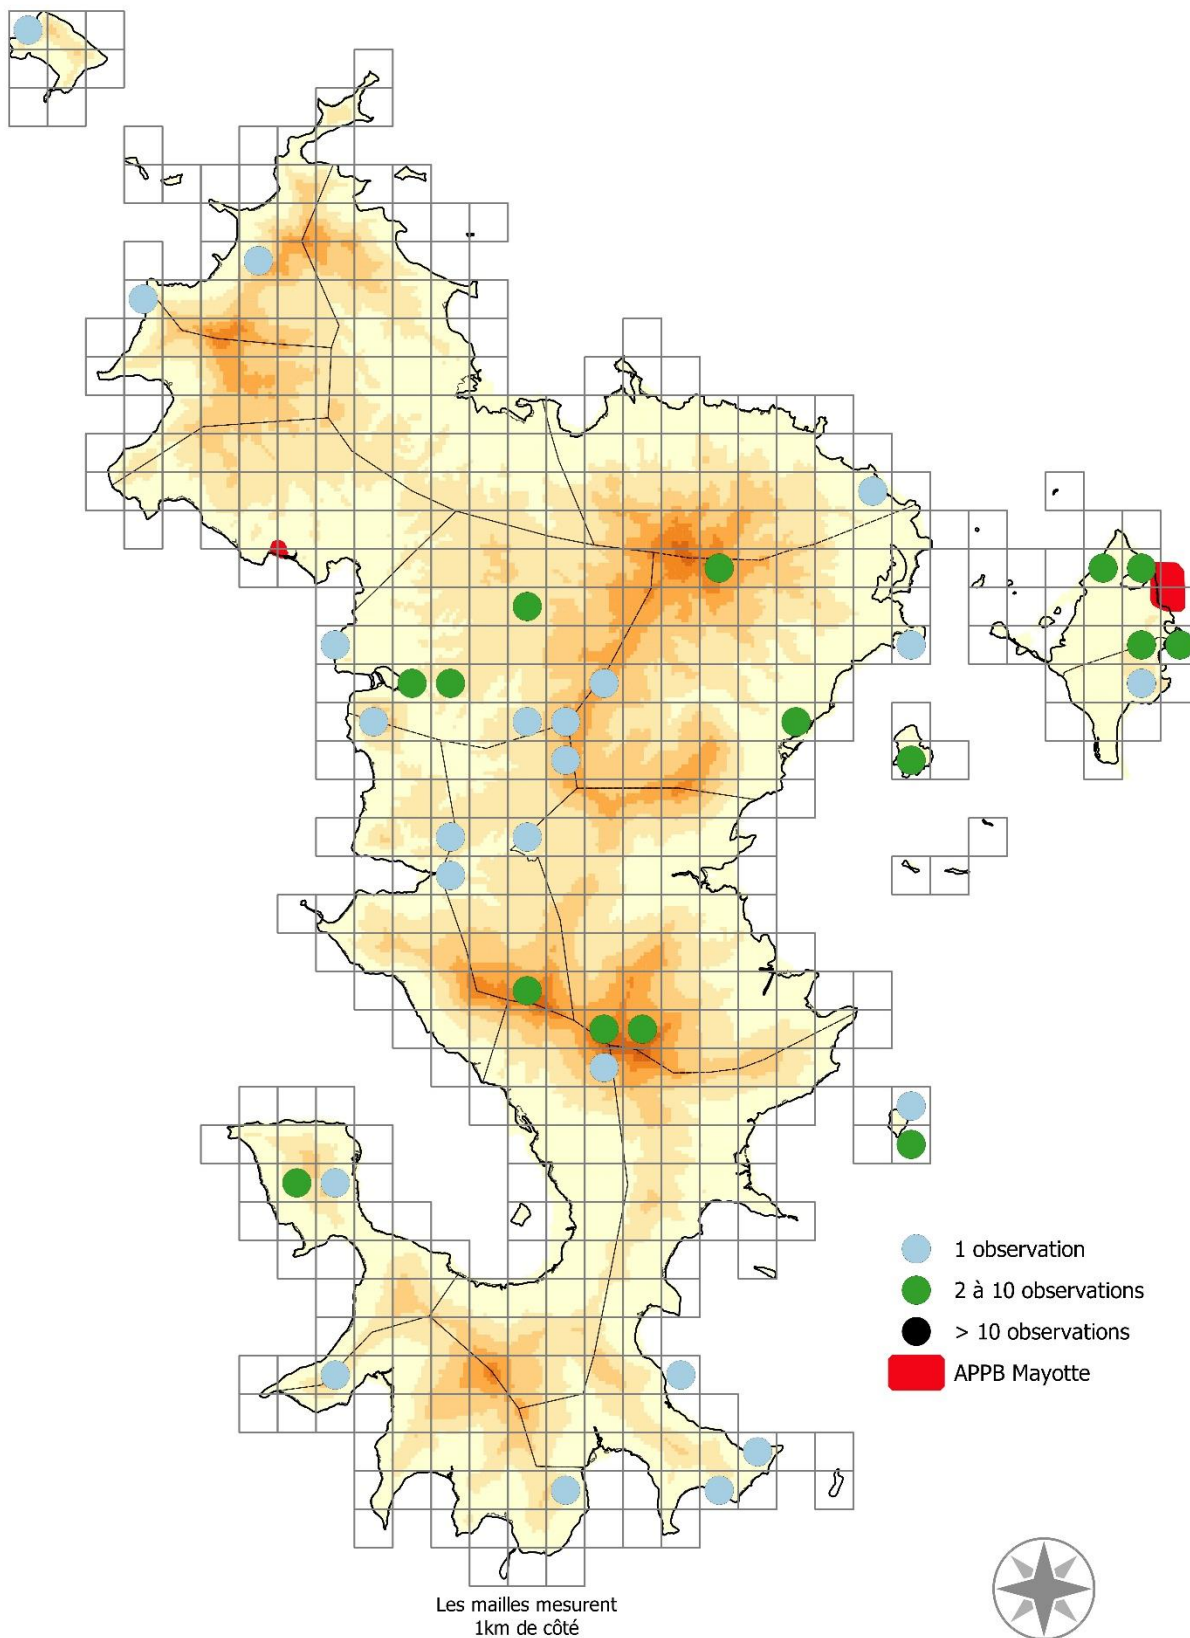 1 observation
2 à 10 observations
> 10 observations
APPB Mayotte
Les mailles mesurent
1km de côté